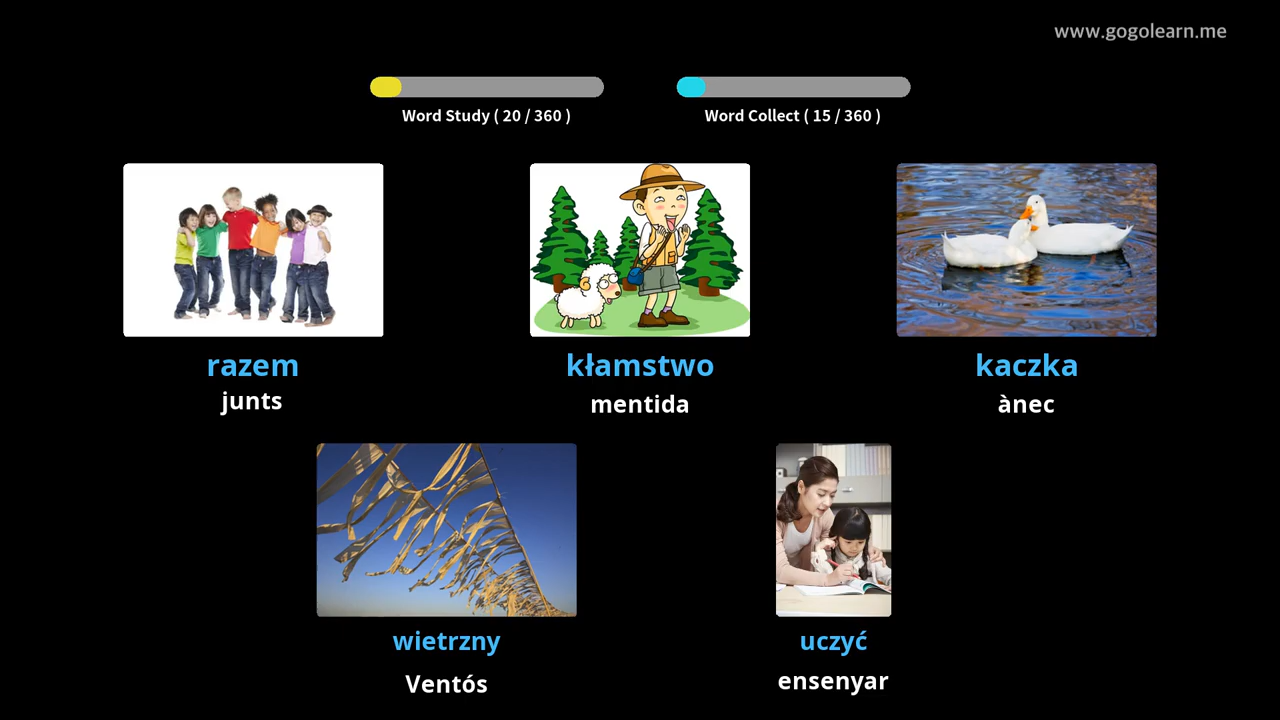 www.gogolearn.me
Word Study ( 20 / 360 )
Word Collect ( 15 / 360 )
razem
junts
kłamstwo
mentida
kaczka
ànec
wietrzny
Ventós
uczyć
ensenyar